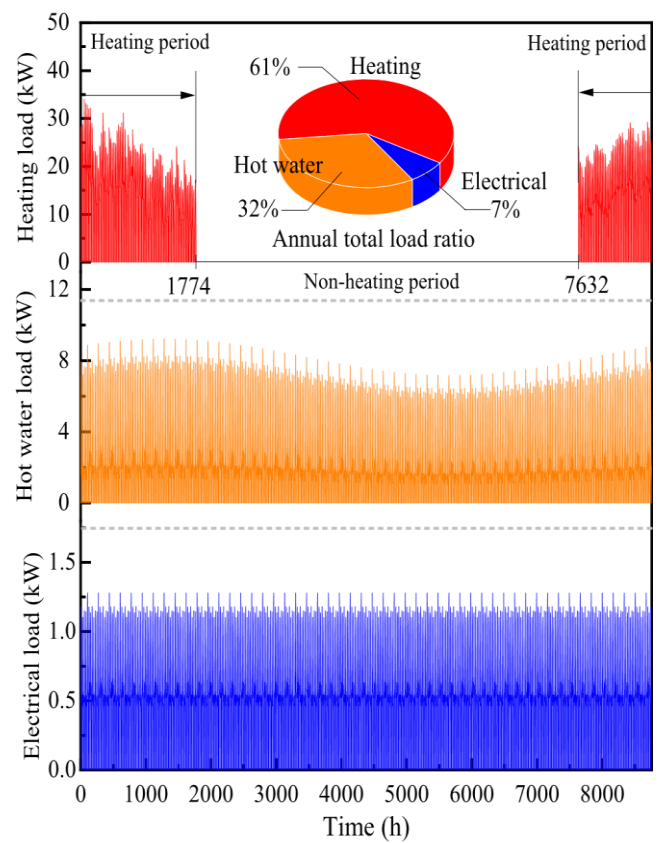 50
40
30
20
10
0
Heating load (kW)
Heating period
Heating period
61%
Heating
Hot water
32%
Electrical
7%
Annual total load ratio
1774
Non-heating period
7632
12
8
4
0
Hot water load (kW)
1.5
1.0
0.5
0.0
Electrical load (kW)
0 1000 2000 3000 4000 5000 6000 7000 8000
Time (h)